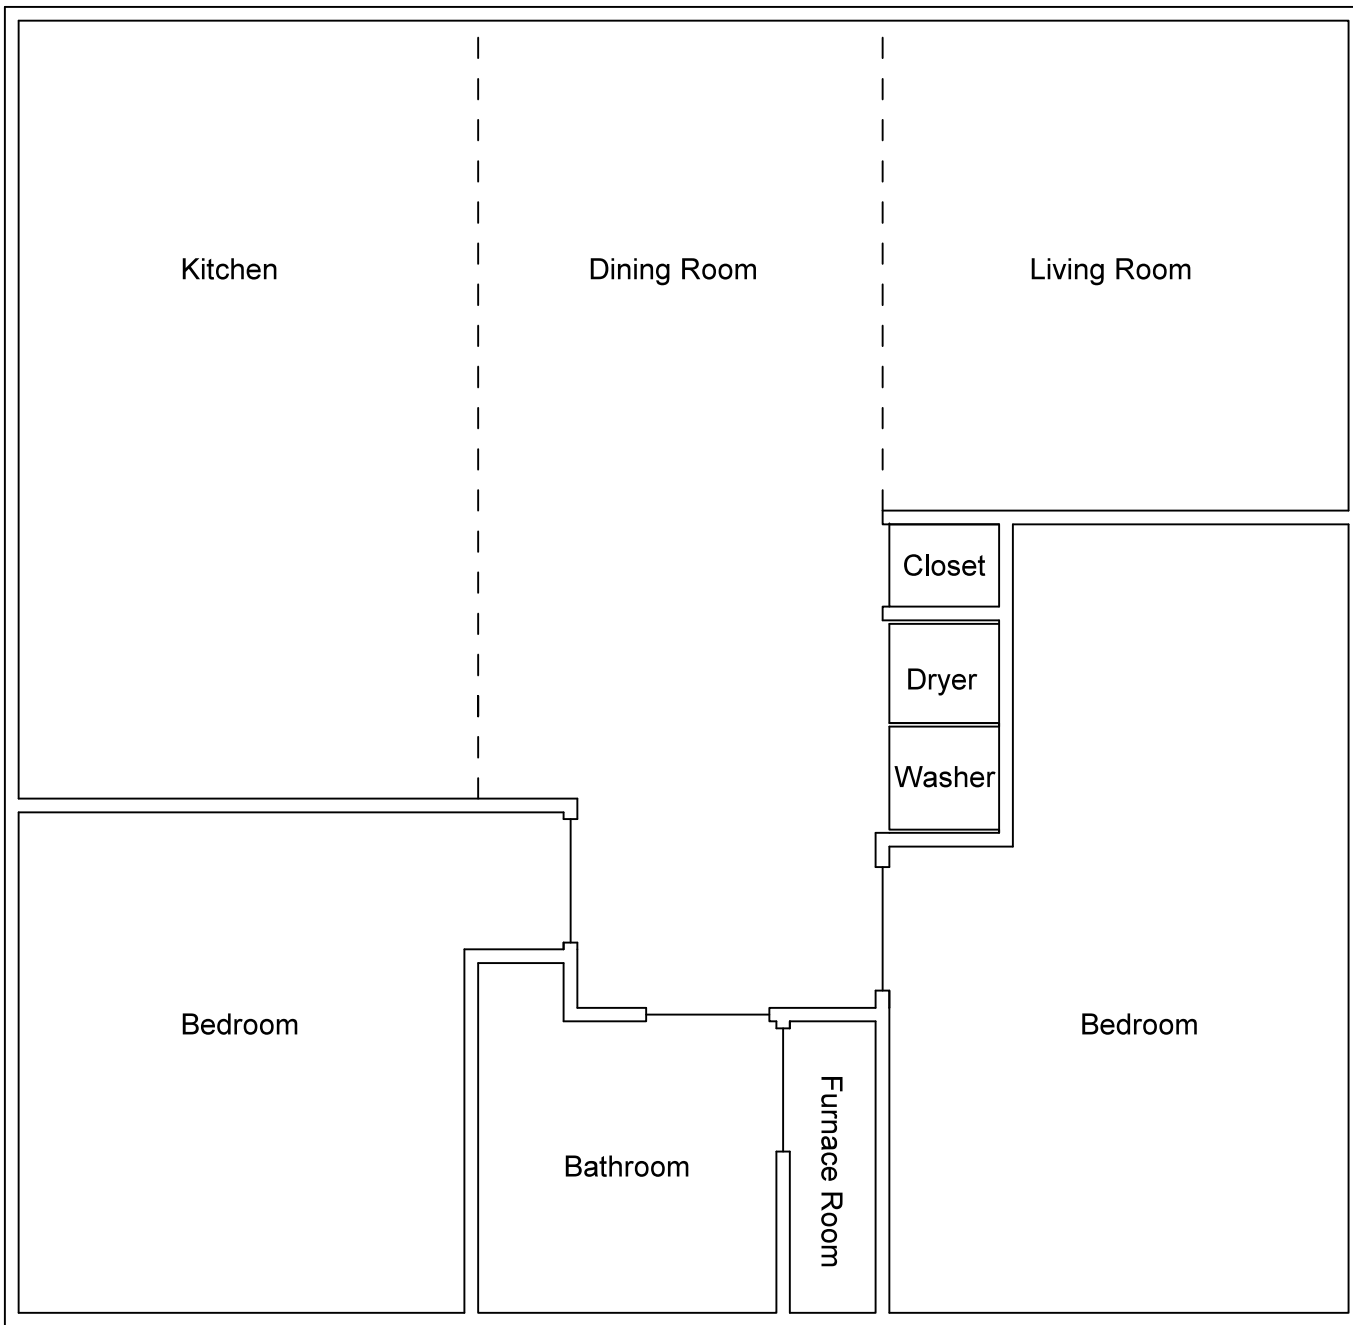 Kitchen
Dining Room
Living Room
Closet
Dryer
Washer
Bedroom
Bedroom
Bathroom
Furnace Room